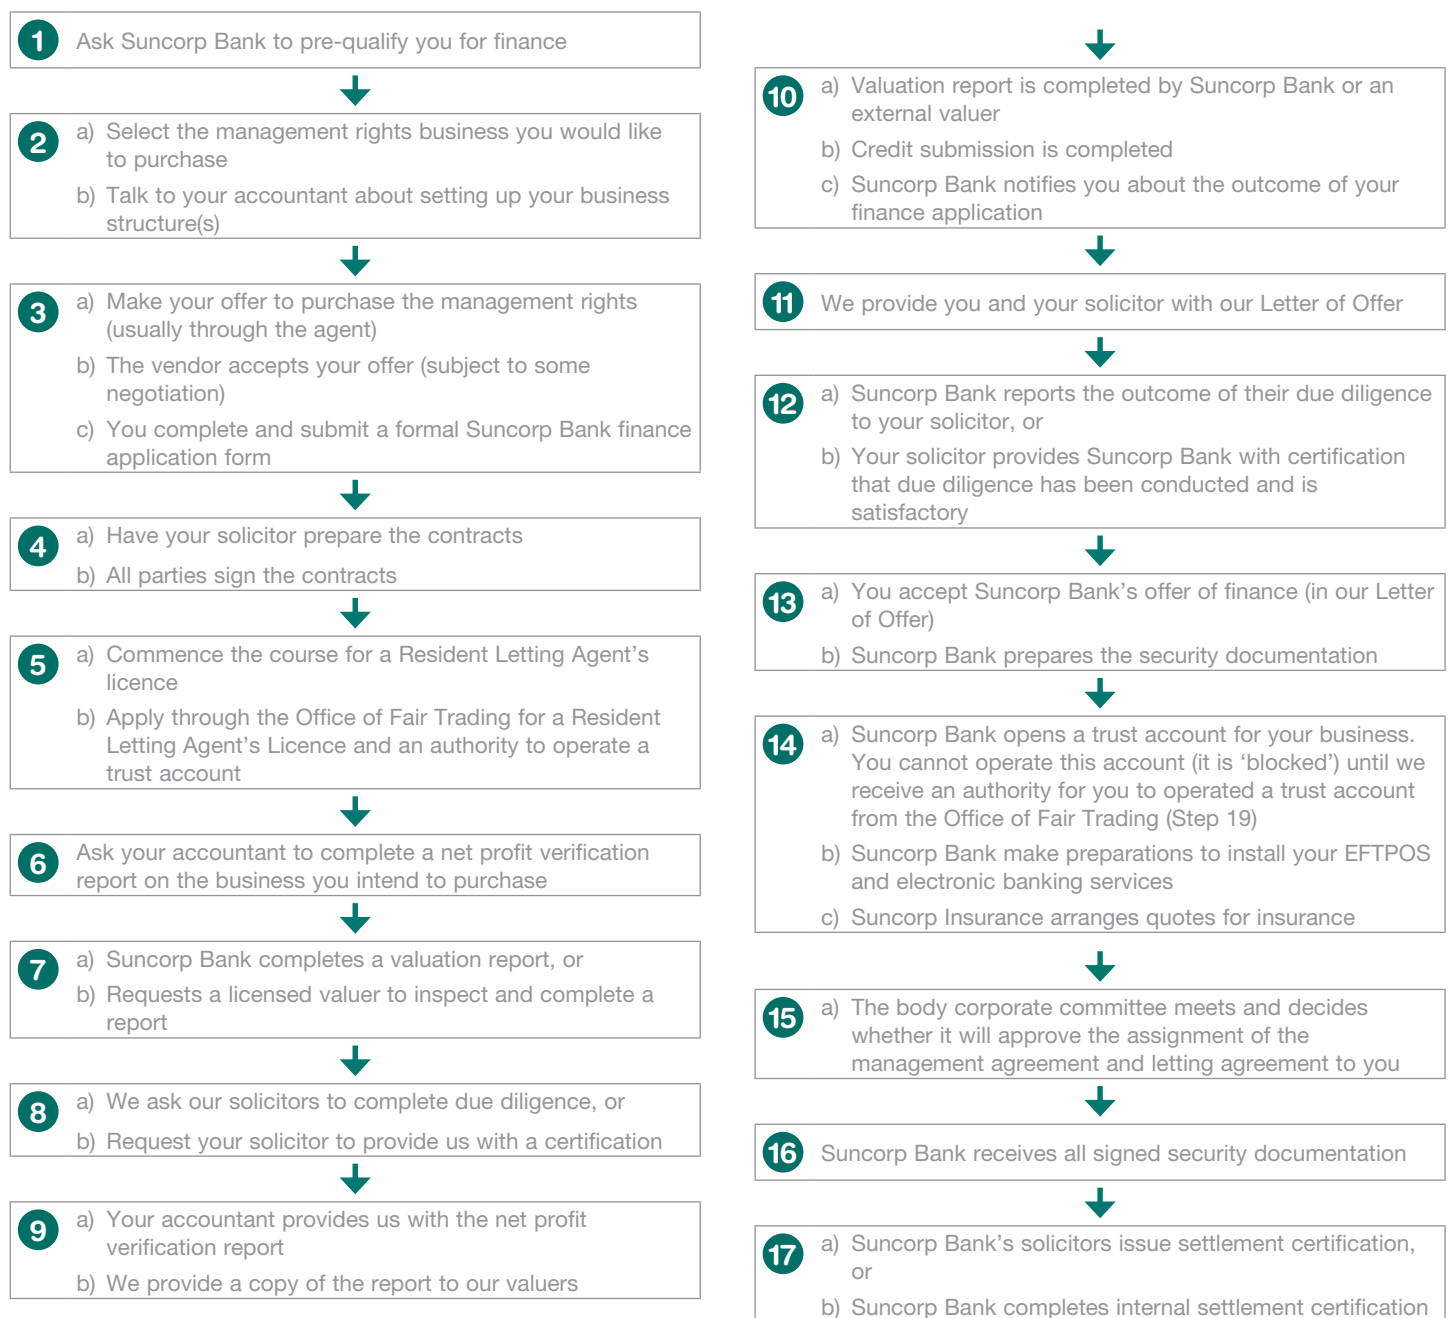 1 Ask Suncorp Bank to pre-qualify you for finance
2 a) Select the management rights business you would like
to purchase
b) Talk to your accountant about setting up your business
structure(s)
3 a) Make your offer to purchase the management rights
(usually through the agent)
b) The vendor accepts your offer (subject to some
negotiation)
c) You complete and submit a formal Suncorp Bank finance
application form
4 a) Have your solicitor prepare the contracts
b) All parties sign the contracts
5 a) Commence the course for a Resident Letting Agent’s
licence
b) Apply through the Office of Fair Trading for a Resident
Letting Agent’s Licence and an authority to operate a
trust account
6 Ask your accountant to complete a net profit verification
report on the business you intend to purchase
7 a) Suncorp Bank completes a valuation report, or
b) Requests a licensed valuer to inspect and complete a
report
8 a) We ask our solicitors to complete due diligence, or
b) Request your solicitor to provide us with a certification
9 a) Your accountant provides us with the net profit
verification report
b) We provide a copy of the report to our valuers
10 a) Valuation report is completed by Suncorp Bank or an
external valuer
b) Credit submission is completed
c) Suncorp Bank notifies you about the outcome of your
finance application
11 We provide you and your solicitor with our Letter of Offer
12 a) Suncorp Bank reports the outcome of their due diligence
to your solicitor, or
b) Your solicitor provides Suncorp Bank with certification
that due diligence has been conducted and is
satisfactory
13 a) You accept Suncorp Bank’s offer of finance (in our Letter
of Offer)
b) Suncorp Bank prepares the security documentation
14 a) Suncorp Bank opens a trust account for your business.
You cannot operate this account (it is ‘blocked’) until we
receive an authority for you to operated a trust account
from the Office of Fair Trading (Step 19)
b) Suncorp Bank make preparations to install your EFTPOS
and electronic banking services
c) Suncorp Insurance arranges quotes for insurance
15 a) The body corporate committee meets and decides
whether it will approve the assignment of the
management agreement and letting agreement to you
16 Suncorp Bank receives all signed security documentation
17 a) Suncorp Bank’s solicitors issue settlement certification,
or
b) Suncorp Bank completes internal settlement certification